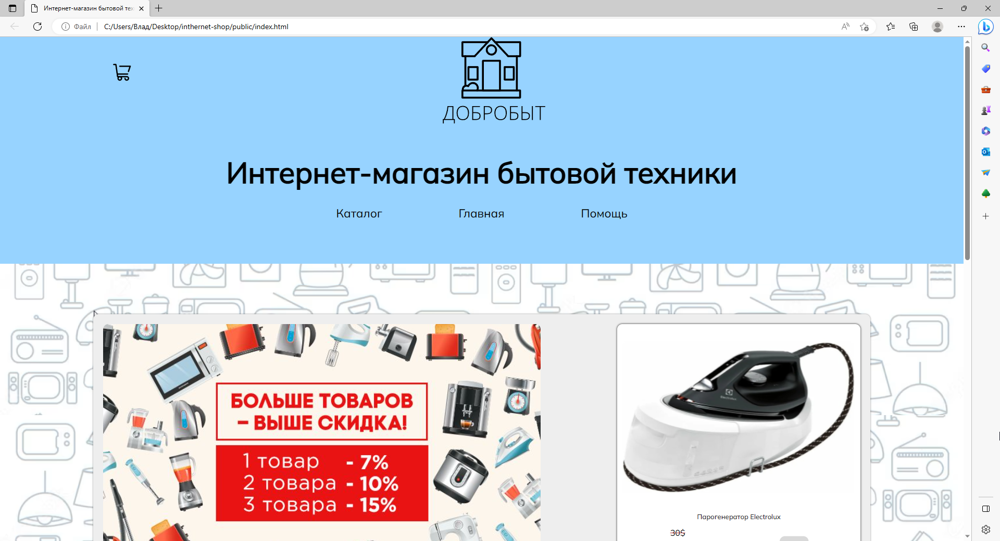 Интернет-магазин бытовой тех
Файл
C:/Users/Влад/Desktop/inthernet-shop/public/index.html
ДОБРОБЫТ
Интернет-магазин бытовой техники
Каталог
Главная
Помощь
БОЛЬШЕ ТОВАРОВ
– ВЫШЕ СКИДКА!
1 товар - 7%
2 товара - 10%
3 товара - 15%
Electrolux
Парогенератор Electrolux
30$